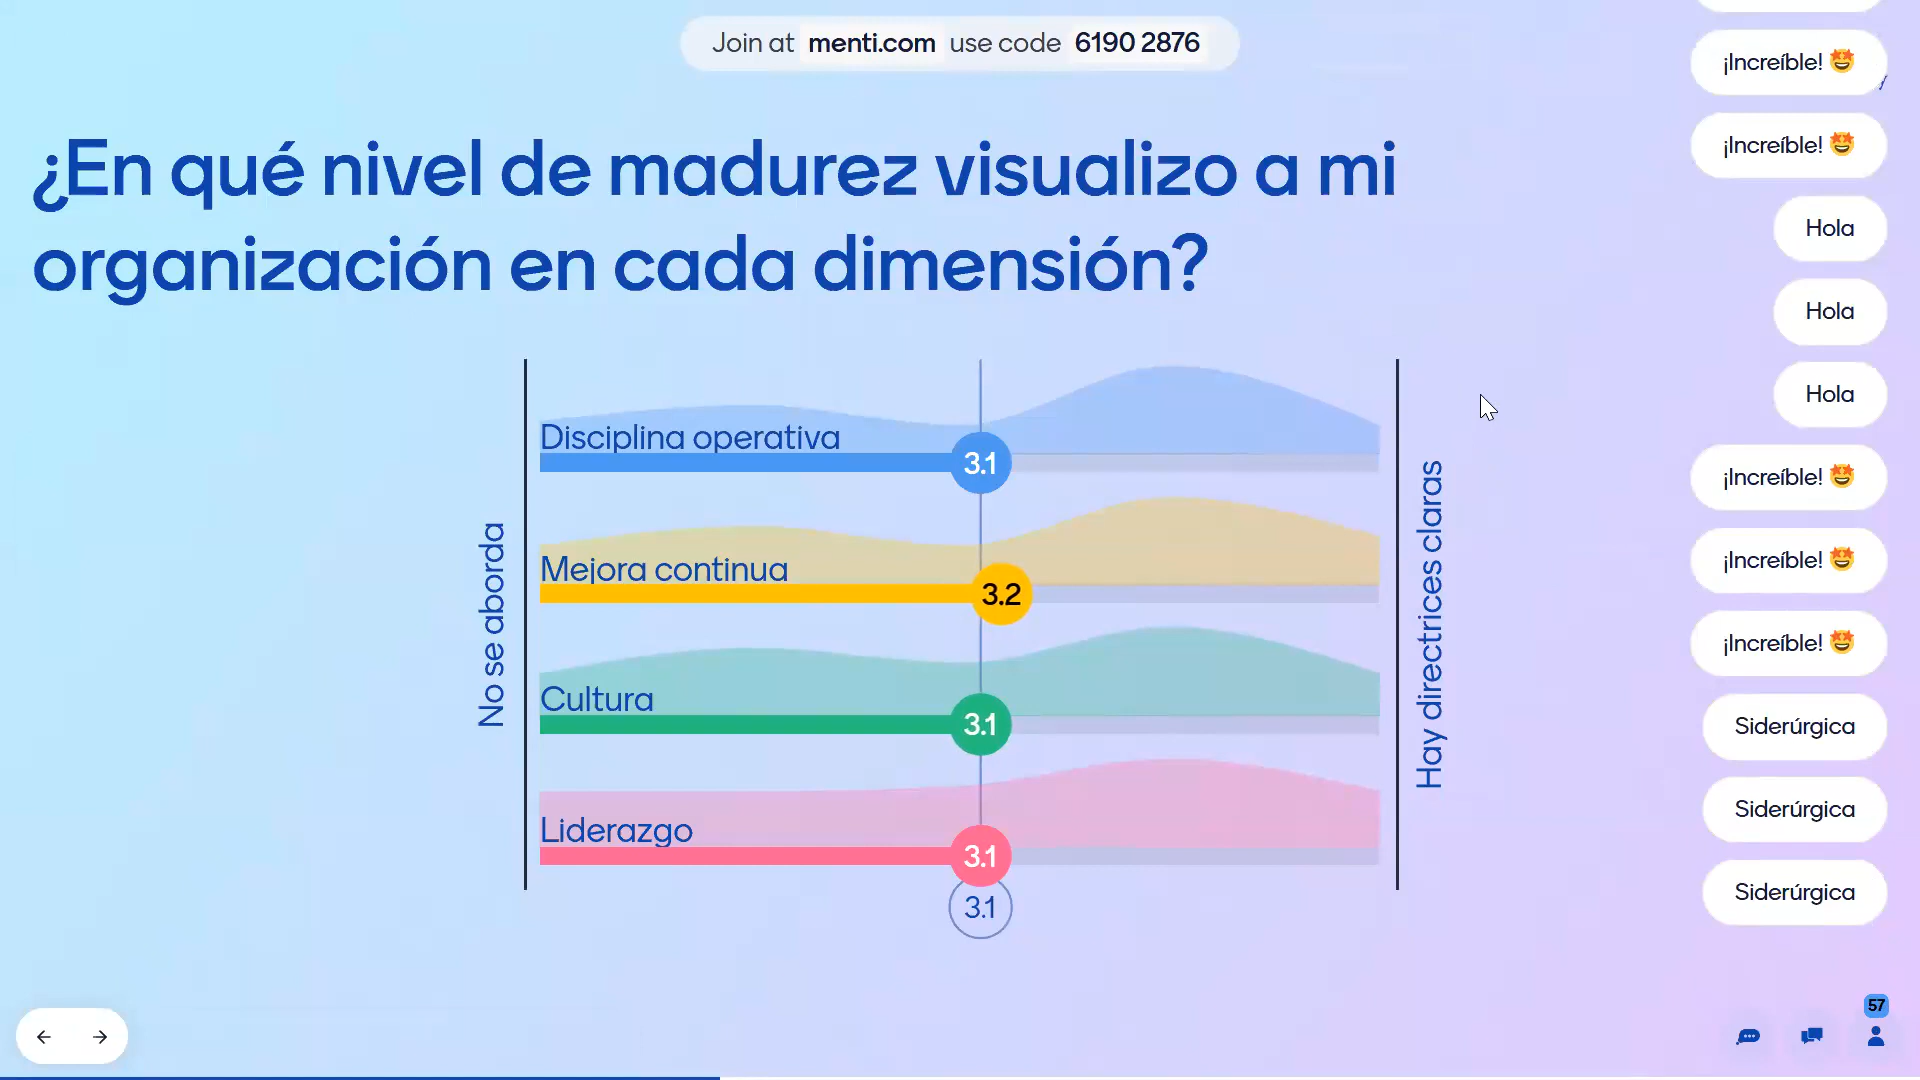 Join at menti.com use code 6190 2876
¿En qué nivel de madurez visualizo a mi
organización en cada dimensión?
No se aborda
Disciplina operativa
3.1
Mejora continua
3.2
Cultura
3.1
Liderazgo
3.1
3.1
Hay directrices claras
¡Increíble! 🤩
¡Increíble! 🤩
Hola
Hola
Hola
¡Increíble! 🤩
¡Increíble! 🤩
¡Increíble! 🤩
Siderúrgica
Siderúrgica
Siderúrgica
57